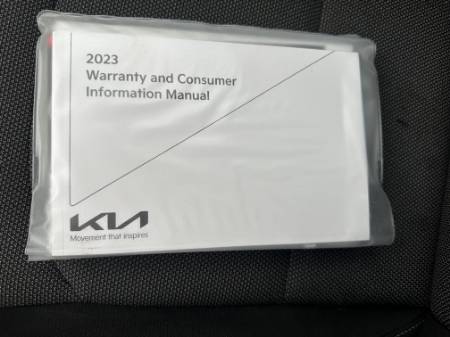 2023
Warranty and Consumer
Information Manual
KIA
Movement that inspires